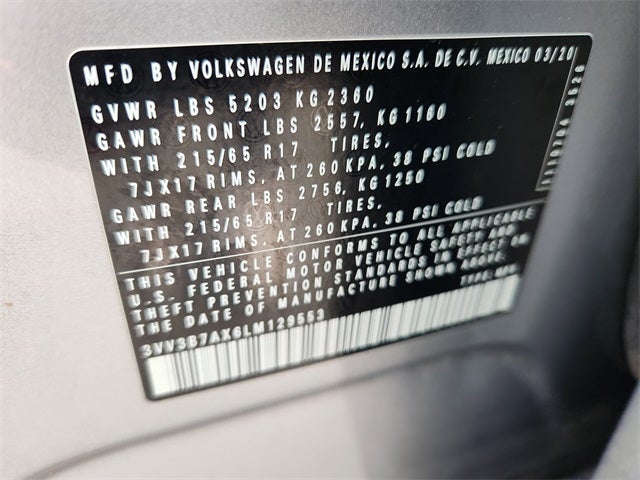 MFD BY VOLKSWAGEN DE MEXICO S.A. DE C.V. MEXICO 03/20
GVWR LBS 5203 KG 2360
GAWR FRONT LBS 2557, KG 1160
WITH 215/65 R17 TIRES,
7JX17 RIMS, AT 260 KPA, 38 PSI COLD
GAWR REAR LBS 2756, KG 1250
WITH 215/65 R17 TIRES,
7JX17 RIMS, AT 260 KPA, 38 PSI COLD
THIS VEHICLE CONFORMS TO ALL APPLICABLE
U.S. FEDERAL MOTOR VEHICLE SAFETY AND
THEFT PREVENTION STANDARDS IN EFFECT ON
THE DATE OF MANUFACTURE SHOWN ABOVE.
TYPE: MPV
3VV3B7AX6LM129553